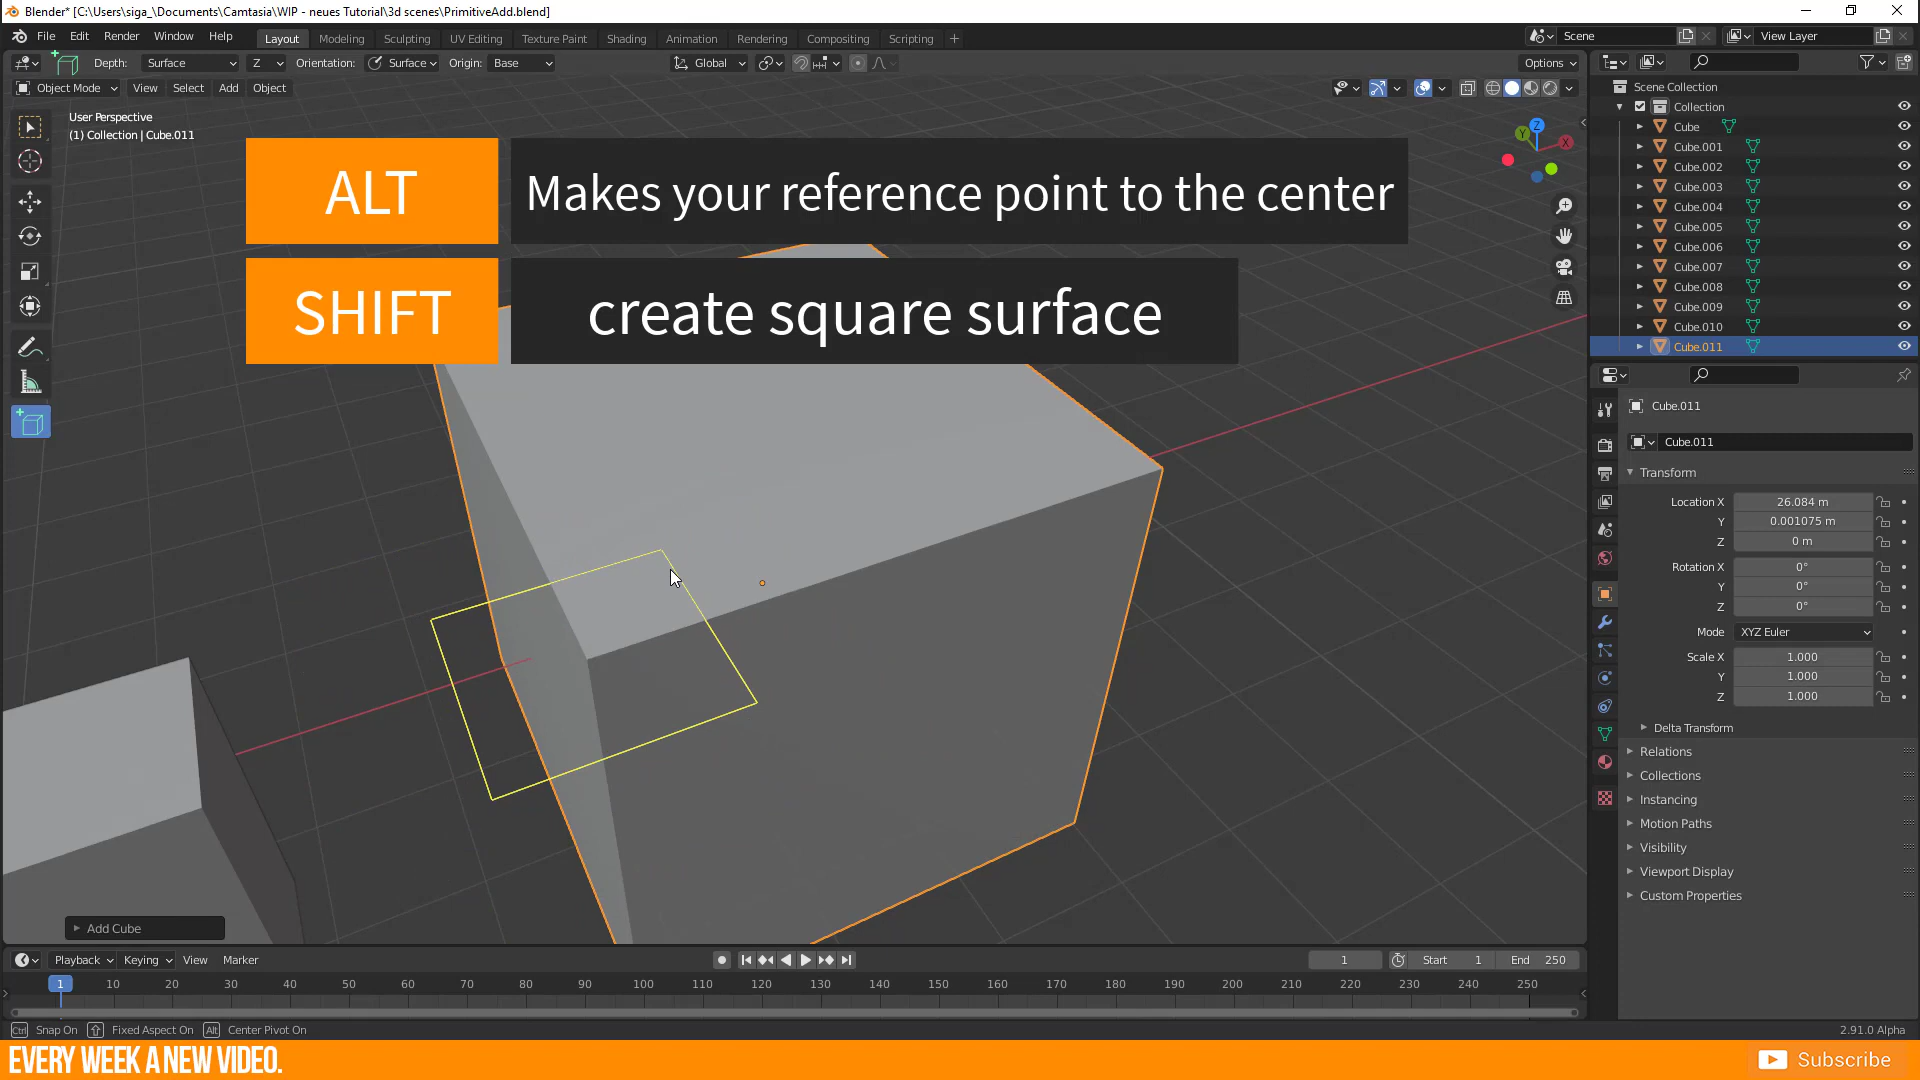 Blender* [C:\Users\siga_\Documents\Camtasia\WIP - neues Tutorial\3d scenes\PrimitiveAdd.blend]
File Edit Render Window Help Layout Modeling Sculpting UV Editing Texture Paint Shading Animation Rendering Compositing Scripting + Scene View Layer
Depth: Surface Z Orientation: Surface Origin: Base Global Options
Object Mode View Select Add Object
User Perspective
(1) Collection | Cube.011
ALT Makes your reference point to the center
SHIFT create square surface
Z
Y
X
Add Cube
Scene Collection
Collection
Cube
Cube.001
Cube.002
Cube.003
Cube.004
Cube.005
Cube.006
Cube.007
Cube.008
Cube.009
Cube.010
Cube.011
Cube.011
Cube.011
Transform
Location X 26.084 m
Y 0.001075 m
Z 0 m
Rotation X 0°
Y 0°
Z 0°
Mode XYZ Euler
Scale X 1.000
Y 1.000
Z 1.000
Delta Transform
Relations
Collections
Instancing
Motion Paths
Visibility
Viewport Display
Custom Properties
Playback Keying View Marker 1 Start 1 End 250
1 10 20 30 40 50 60 70 80 90 100 110 120 130 140 150 160 170 180 190 200 210 220 230 240 250
Ctrl Snap On Fixed Aspect On Alt Center Pivot On 2.91.0 Alpha
EVERY WEEK A NEW VIDEO. Subscribe